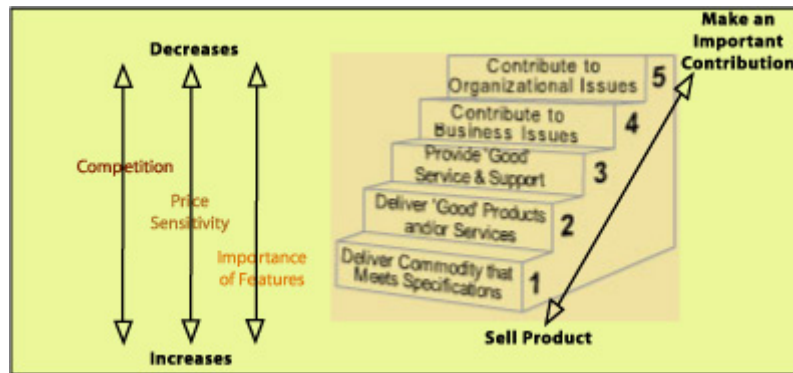 Decreases
Competition
Price
Sensitivity
Importance
of Features
Increases
Make an
Important
Contribution
Contribute to
Organizational Issues
5
Contribute to
Business Issues
4
Provide 'Good'
Service & Support
3
Deliver 'Good' Products
and/or Services
2
Deliver Commodity that
Meets Specifications
1
Sell Product